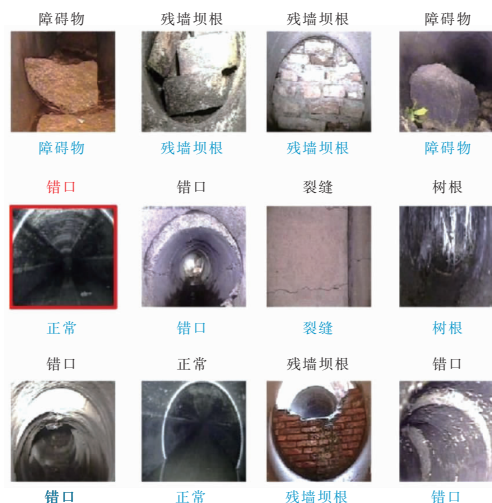 障碍物 残墙坝根 残墙坝根 障碍物
障碍物 残墙坝根 残墙坝根 障碍物
错口 错口 裂缝 树根
正常 错口 裂缝 树根
错口 正常 残墙坝根 错口
错口 正常 残墙坝根 错口